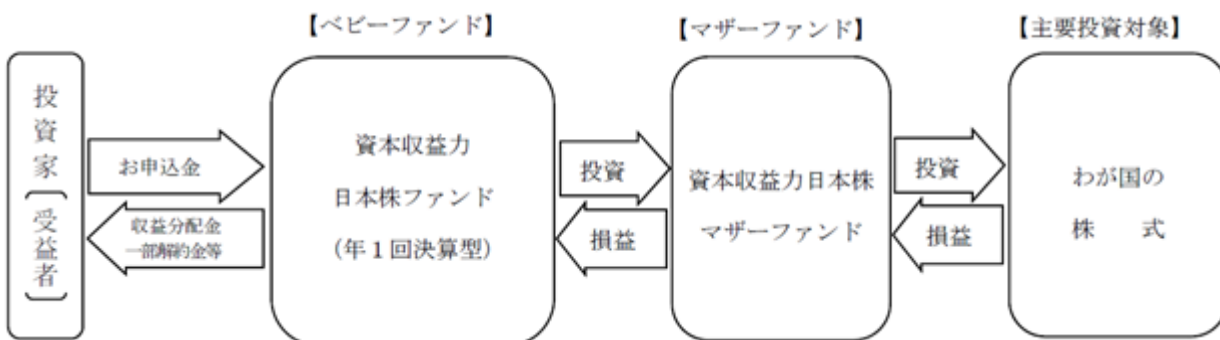 【ベビーファンド】
【マザーファンド】
【主要投資対象】
投資家〔受益者〕
お申込金
収益分配金
一部解約金等
資本収益力
日本株ファンド
(年１回決算型)
投資
損益
資本収益力日本株
マザーファンド
投資
損益
わが国の
株　式